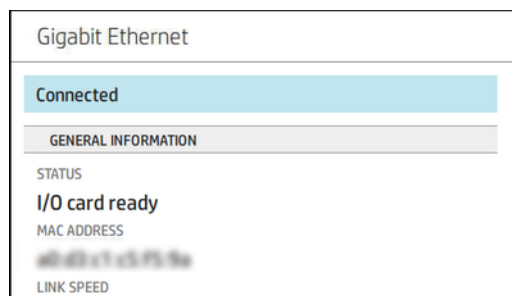 Gigabit Ethernet
Connected
GENERAL INFORMATION
STATUS
I/O card ready
MAC ADDRESS
LINK SPEED